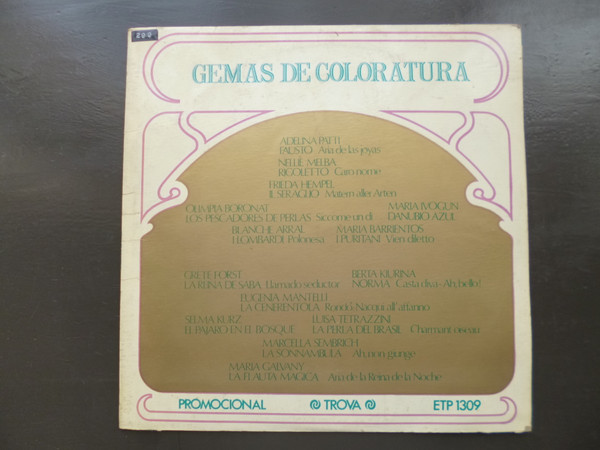 GEMAS DE COLORATURA
ADELINA PATTI
FAUSTO Aria de las joyas
NELLIE MELBA
RIGOLETTO Caro nome
FRIEDA HEMPEL
IL SERAGLIO Matern aller Arten
OLIMPIA BORONAT MARIA IVOGUN
LOS PESCADORES DE PERLAS Siccome un di DANUBIO AZUL
BLANCHE ARRAL MARIA BARRIENTOS
I LOMBARDI Polonesa I PURITANI Vien diletto
GRETE FORST BERTA KIURINA
LA REINA DE SABA Llamado seductor NORMA Casta diva-Ah, bello!
EUGENIA MANTELLI
LA CENERENTOLA Rondó-Nacqui all'affanno
SELMA KURZ LUISA TETRAZZINI
EL PAJARO EN EL BOSQUE LA PERLA DEL BRASIL Charmant oiseau
MARCELLA SEMBRICH
LA SONNAMBULA Ah, non giunge
MARIA GALVANY
LA FLAUTA MAGICA Aria de la Reina de la Noche
PROMOCIONAL TROVA ETP 1309